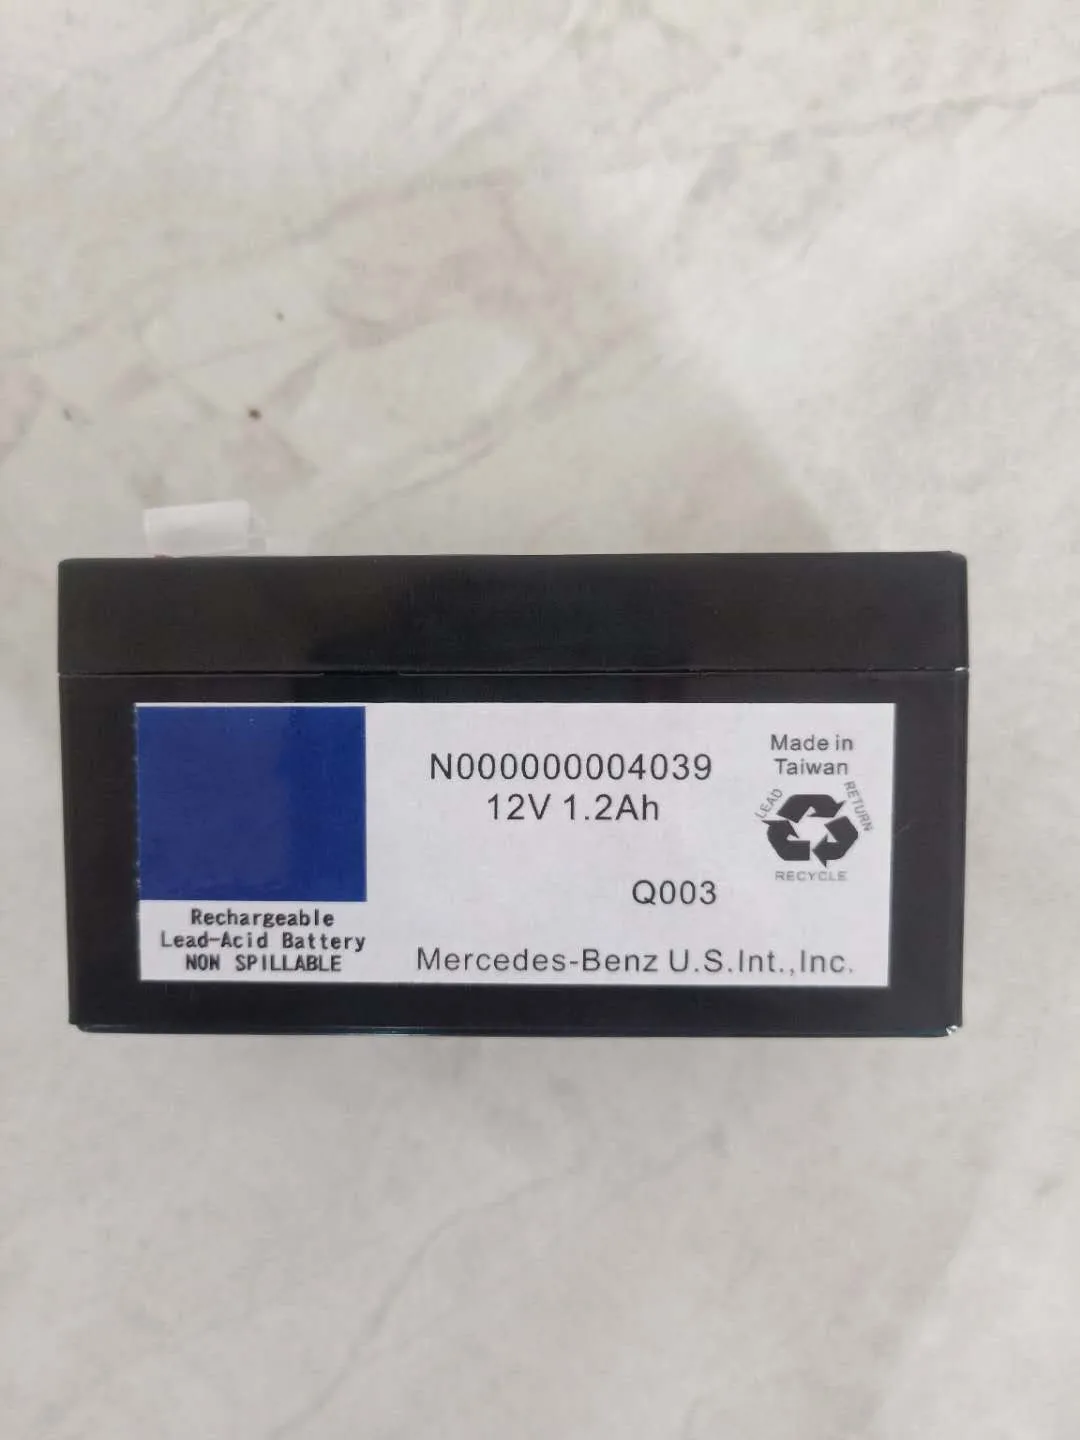 N000000004039
12V 1.2Ah
Made in
Taiwan
LEAD
RETURN
RECYCLE
Q003
Rechargeable
Lead-Acid Battery
NON SPILLABLE
Mercedes-Benz U.S.Int.,Inc.